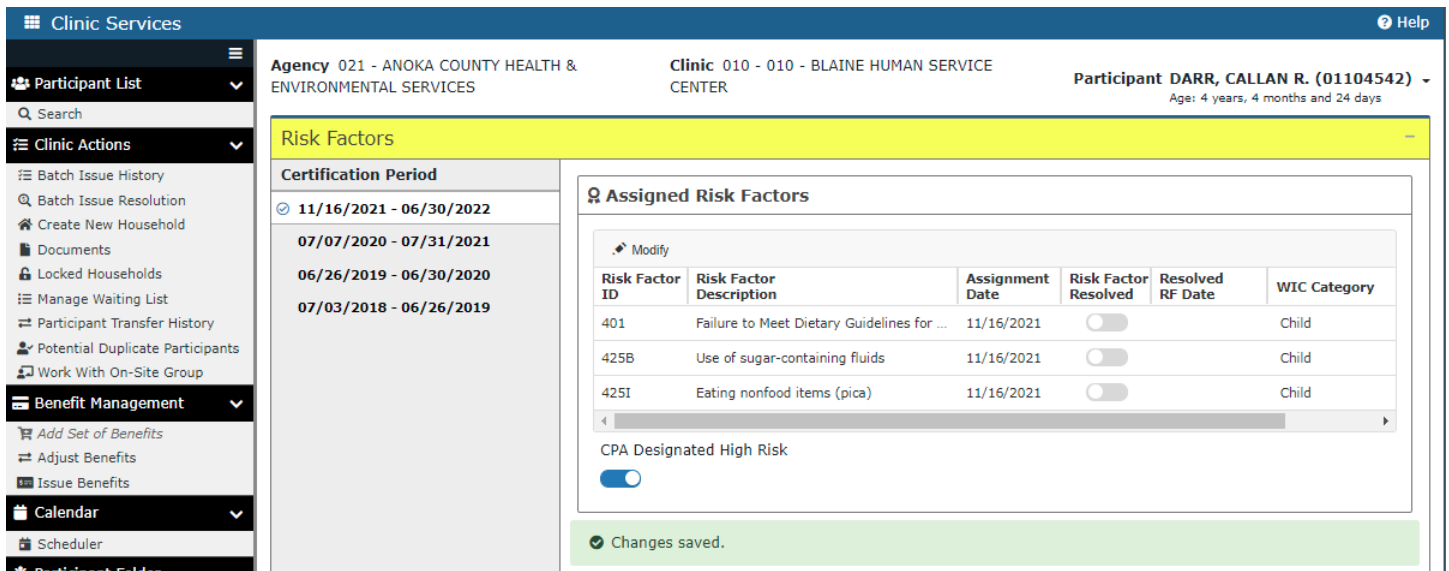 Clinic Services
Help
Participant List
Search
Clinic Actions
Batch Issue History
Batch Issue Resolution
Create New Household
Documents
Locked Households
Manage Waiting List
Participant Transfer History
Potential Duplicate Participants
Work With On-Site Group
Benefit Management
Add Set of Benefits
Adjust Benefits
Issue Benefits
Calendar
Scheduler
Participant Folder
Agency 021 - ANOKA COUNTY HEALTH &
ENVIRONMENTAL SERVICES
Clinic 010 - 010 - BLAINE HUMAN SERVICE
CENTER
Participant DARR, CALLAN R. (01104542)
Age: 4 years, 4 months and 24 days
Risk Factors
Certification Period
11/16/2021 - 06/30/2022
07/07/2020 - 07/31/2021
06/26/2019 - 06/30/2020
07/03/2018 - 06/26/2019
Assigned Risk Factors
Modify
Risk Factor ID Risk Factor Description Assignment Date Risk Factor Resolved Resolved RF Date WIC Category
401 Failure to Meet Dietary Guidelines for ... 11/16/2021 Child
425B Use of sugar-containing fluids 11/16/2021 Child
425I Eating nonfood items (pica) 11/16/2021 Child
CPA Designated High Risk
Changes saved.